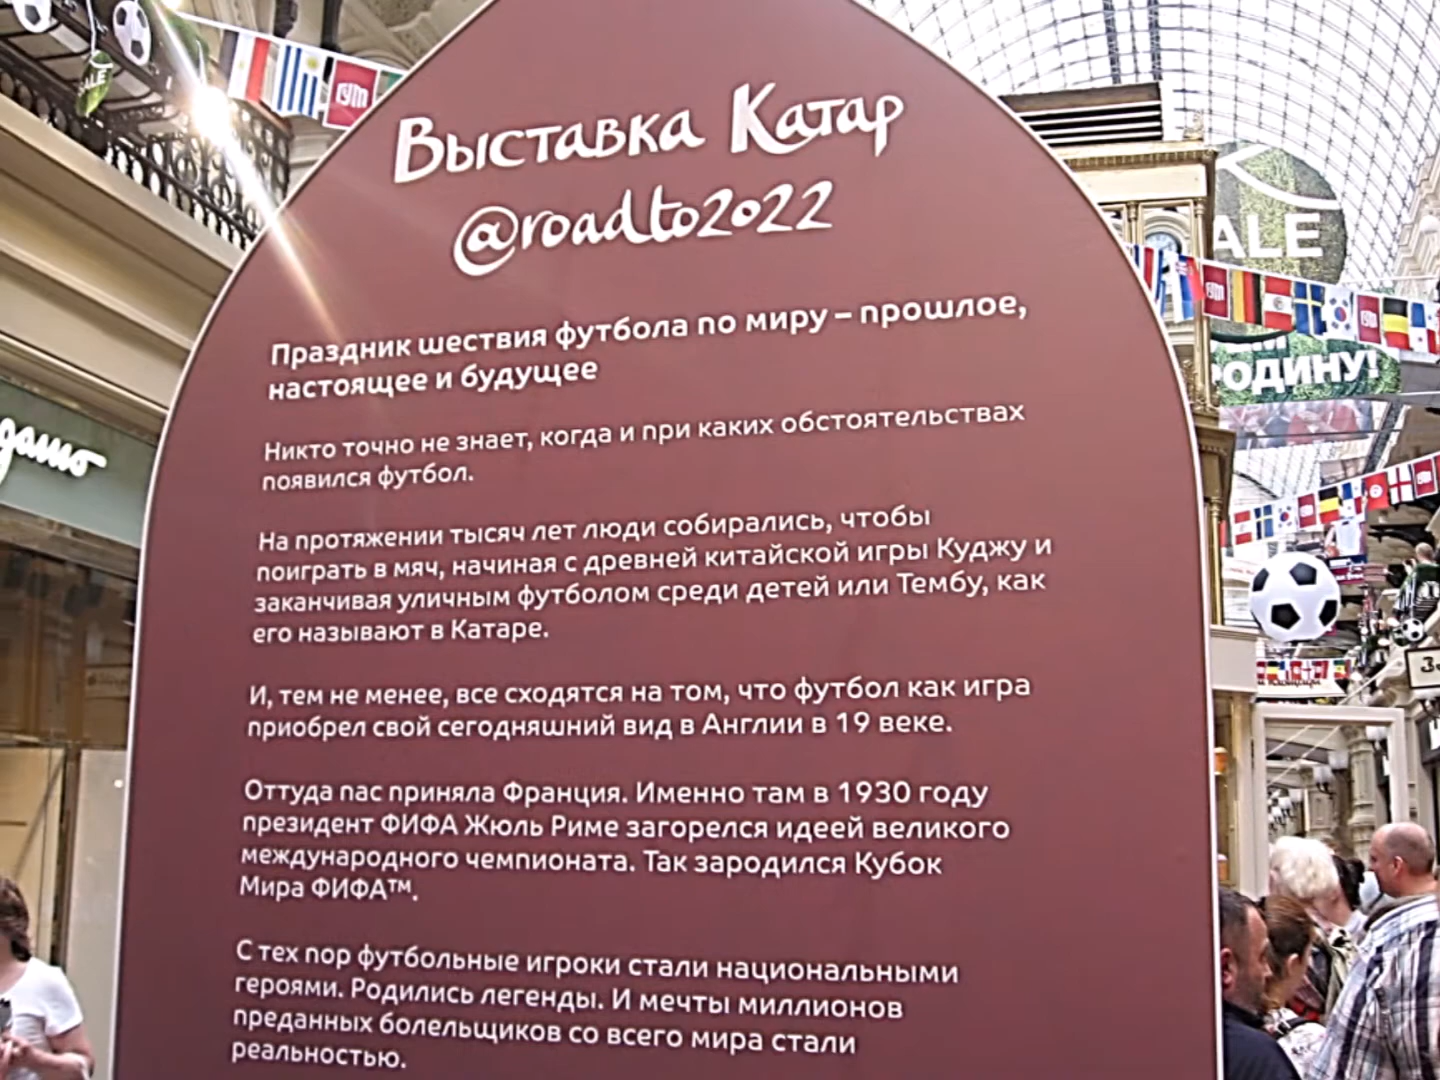 Выставка Катар
@roadto2022
Праздник шествия футбола по миру – прошлое,
настоящее и будущее
Никто точно не знает, когда и при каких обстоятельствах
появился футбол.
На протяжении тысяч лет люди собирались, чтобы
поиграть в мяч, начиная с древней китайской игры Куджу и
заканчивая уличным футболом среди детей или Тембу, как
его называют в Катаре.
И, тем не менее, все сходятся на том, что футбол как игра
приобрел свой сегодняшний вид в Англии в 19 веке.
Оттуда пас приняла Франция. Именно там в 1930 году
президент ФИФА Жюль Риме загорелся идеей великого
международного чемпионата. Так зародился Кубок
Мира ФИФА™.
С тех пор футбольные игроки стали национальными
героями. Родились легенды. И мечты миллионов
преданных болельщиков со всего мира стали
реальностью.
ALE
РОДИНУ!